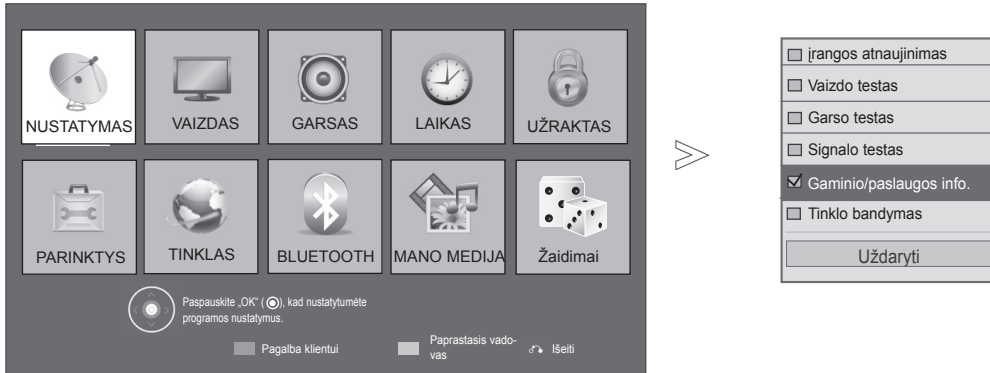 NUSTATYMAS
VAIZDAS
GARSAS
LAIKAS
UŽRAKTAS
PARINKTYS
TINKLAS
BLUETOOTH
MANO MEDIJA
Žaidimai
Paspauskite „OK“ (◉), kad nustatytumėte
programos nustatymus.
Pagalba klientui
Paprastasis vado-
vas
Išeiti
įrangos atnaujinimas
Vaizdo testas
Garso testas
Signalo testas
Gaminio/paslaugos info.
Tinklo bandymas
Uždaryti